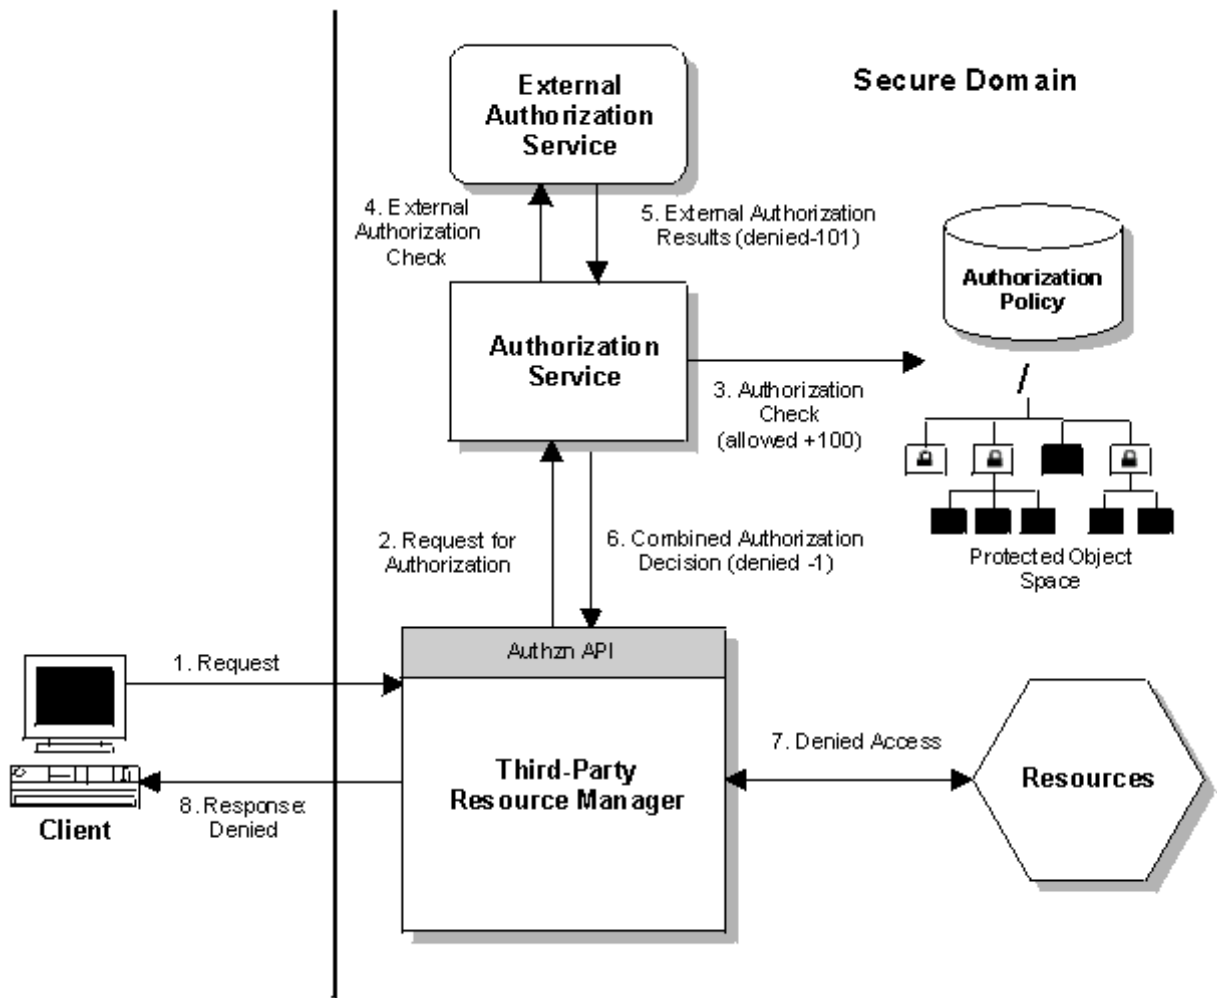 External
Authorization
Service
Secure Domain
4. External
Authorization
Check
5. External Authorization
Results (denied-101)
Authorization
Policy
Authorization
Service
3. Authorization
Check
(allowed +100)
/
2. Request for
Authorization
6. Combined Authorization
Decision (denied -1)
Protected Object
Space
Authzn API
1. Request
Third-Party
Resource Manager
7. Denied Access
Resources
8. Response:
Denied
Client